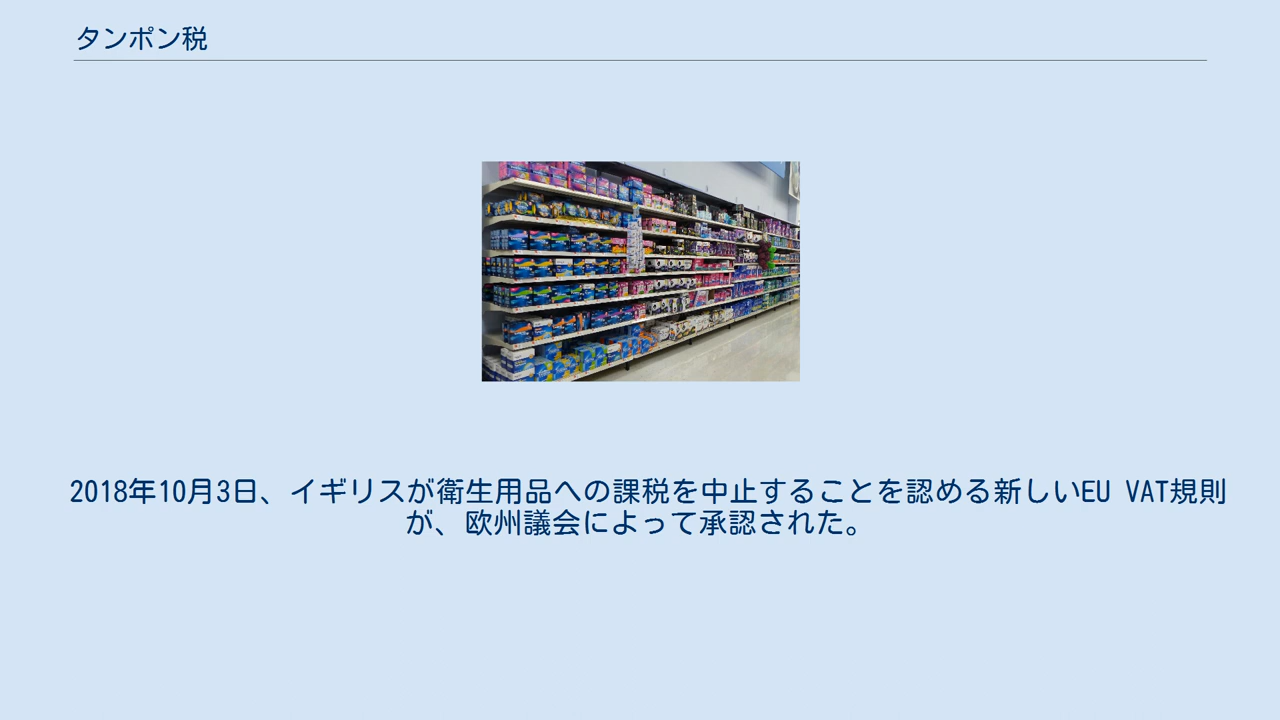 タンポン税
2018年10月3日、イギリスが衛生用品への課税を中止することを認める新しいEU VAT規則
が、欧州議会によって承認された。